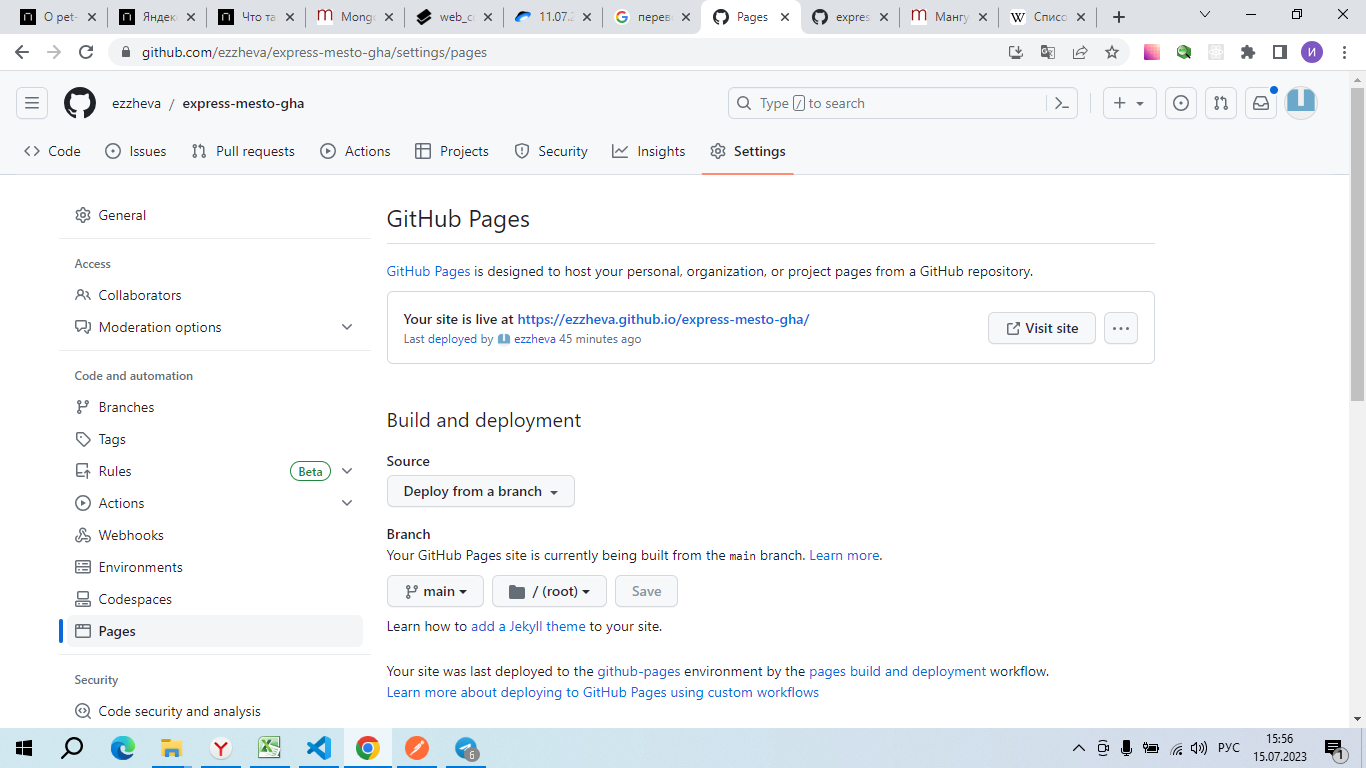 О pet-
Яндекс
Что та
Mongo
web_c
11.07.2
перев
Pages
expres
Мангу
Списо
github.com/ezzheva/express-mesto-gha/settings/pages
И
ezzheva / express-mesto-gha
Type / to search
Code Issues Pull requests Actions Projects Security Insights Settings
General
Access
Collaborators
Moderation options
Code and automation
Branches
Tags
Rules Beta
Actions
Webhooks
Environments
Codespaces
Pages
Security
Code security and analysis
GitHub Pages
GitHub Pages is designed to host your personal, organization, or project pages from a GitHub repository.
Your site is live at https://ezzheva.github.io/express-mesto-gha/
Last deployed by ezzheva 45 minutes ago
Visit site
Build and deployment
Source
Deploy from a branch
Branch
Your GitHub Pages site is currently being built from the main branch. Learn more.
main / (root) Save
Learn how to add a Jekyll theme to your site.
Your site was last deployed to the github-pages environment by the pages build and deployment workflow.
Learn more about deploying to GitHub Pages using custom workflows
6
РУС
15:56
15.07.2023
1